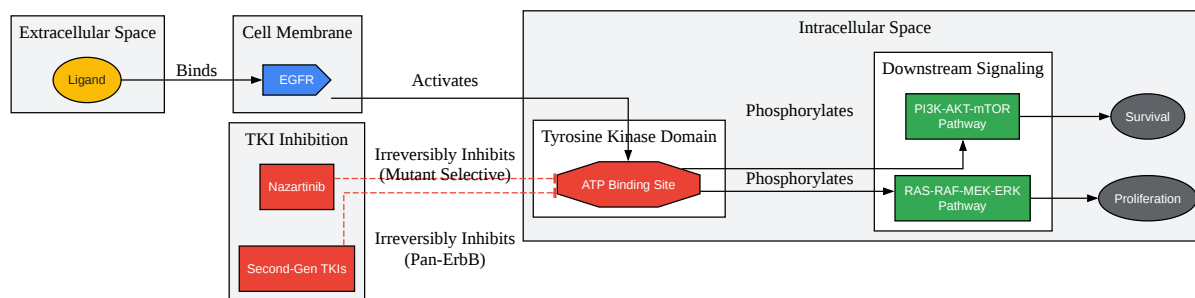 Extracellular Space
Ligand
Binds
Cell Membrane
EGFR
Activates
Intracellular Space
Downstream Signaling
Phosphorylates
PI3K-AKT-mTOR
Pathway
Survival
TKI Inhibition
Nazartinib
Irreversibly Inhibits
(Mutant Selective)
Tyrosine Kinase Domain
ATP Binding Site
Phosphorylates
RAS-RAF-MEK-ERK
Pathway
Proliferation
Second-Gen TKIs
Irreversibly Inhibits
(Pan-ErbB)